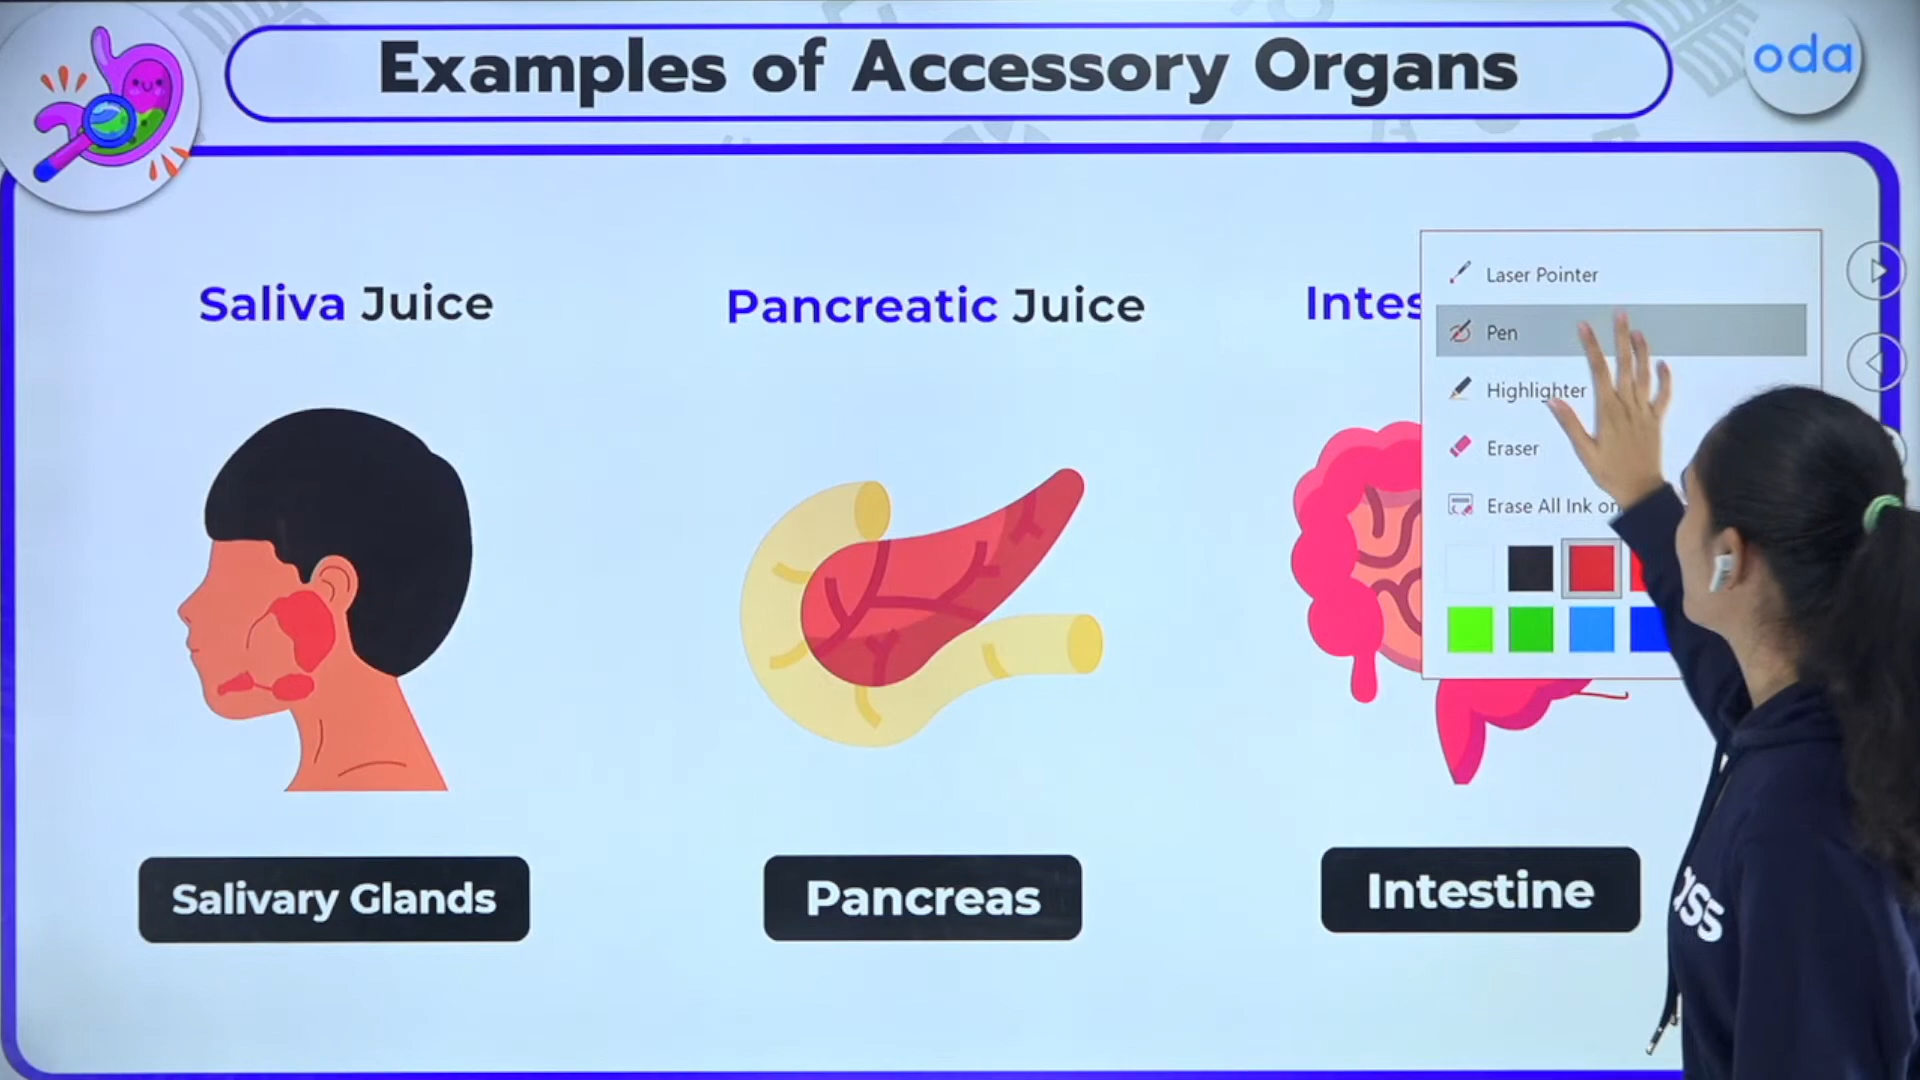 Examples of Accessory Organs
oda
Saliva Juice
Pancreatic Juice
Laser Pointer
Pen
Highlighter
Eraser
Erase All Ink on
Salivary Glands
Pancreas
Intestine